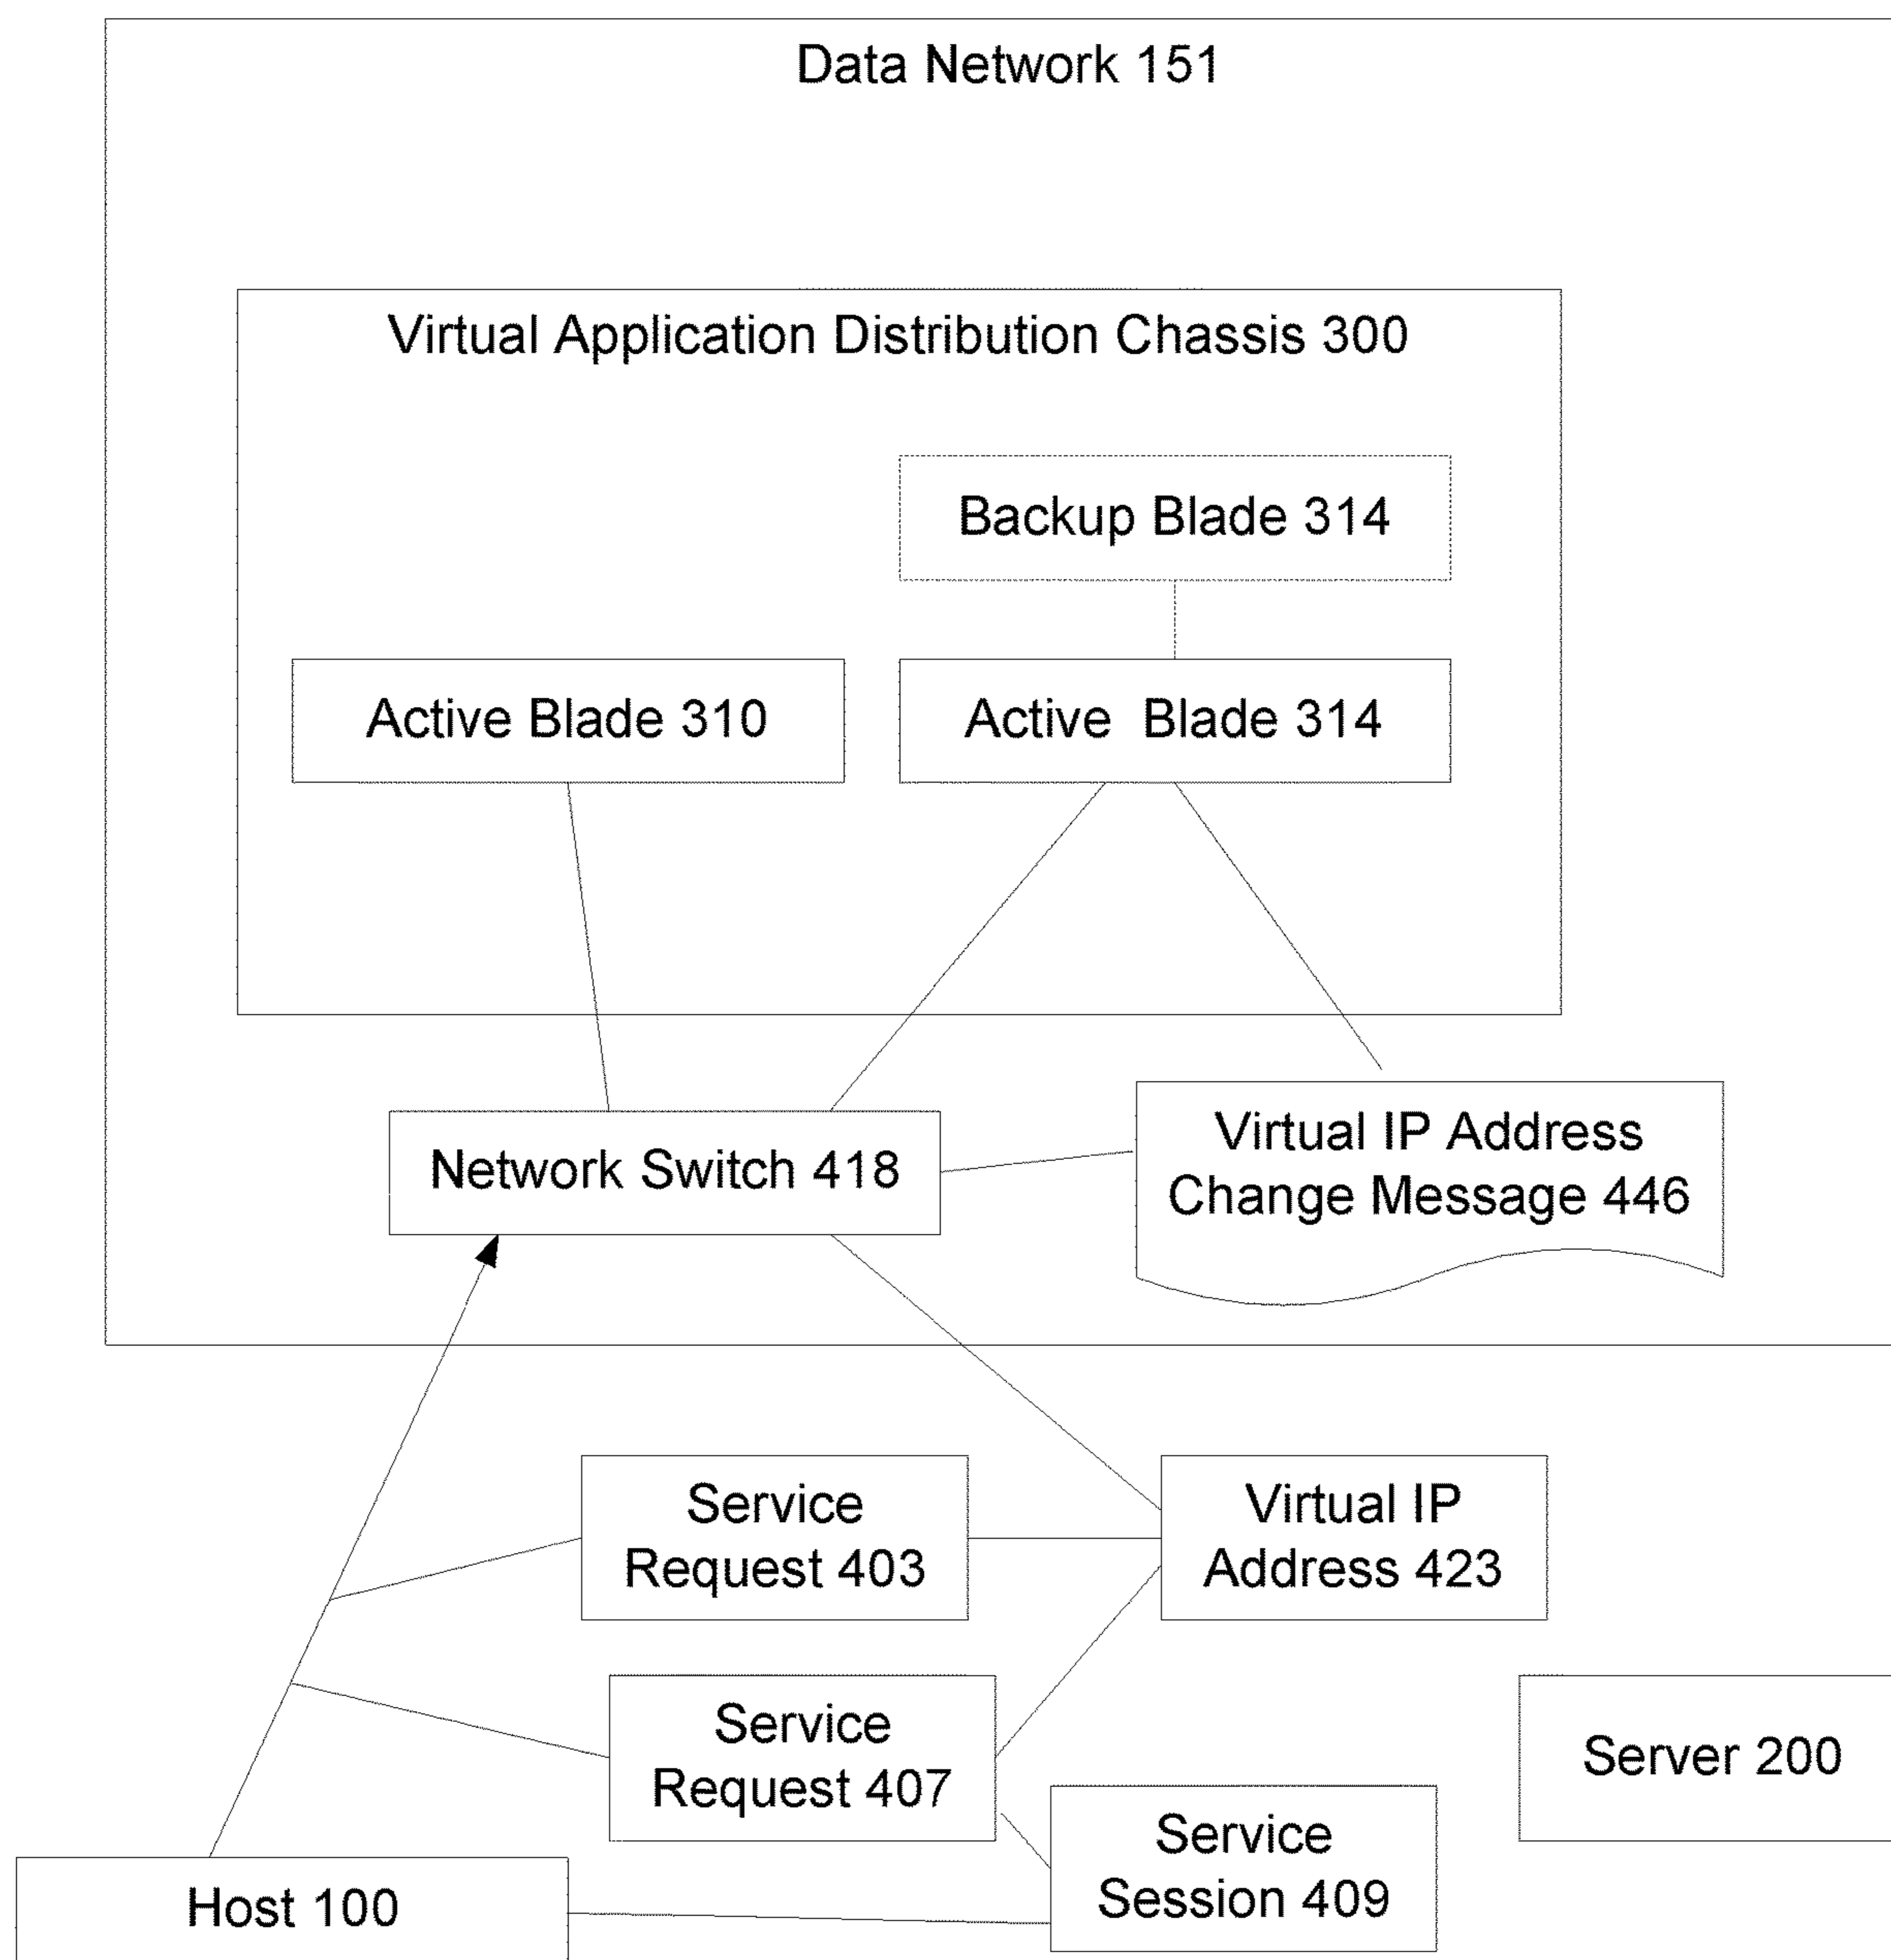 Data Network 151
Virtual Application Distribution Chassis 300
Backup Blade 314
Active Blade 310
Active Blade 314
Network Switch 418
Virtual IP Address
Change Message 446
Service
Request 403
Virtual IP
Address 423
Service
Request 407
Server 200
Service
Session 409
Host 100